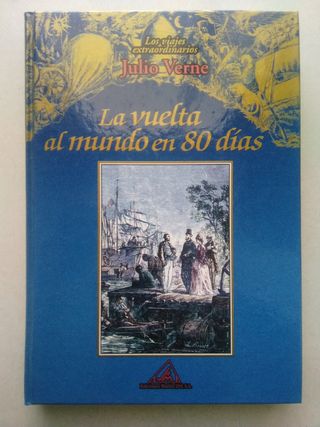 Los viajes
extraordinarios
Julio Verne
La vuelta
al mundo en 80 días